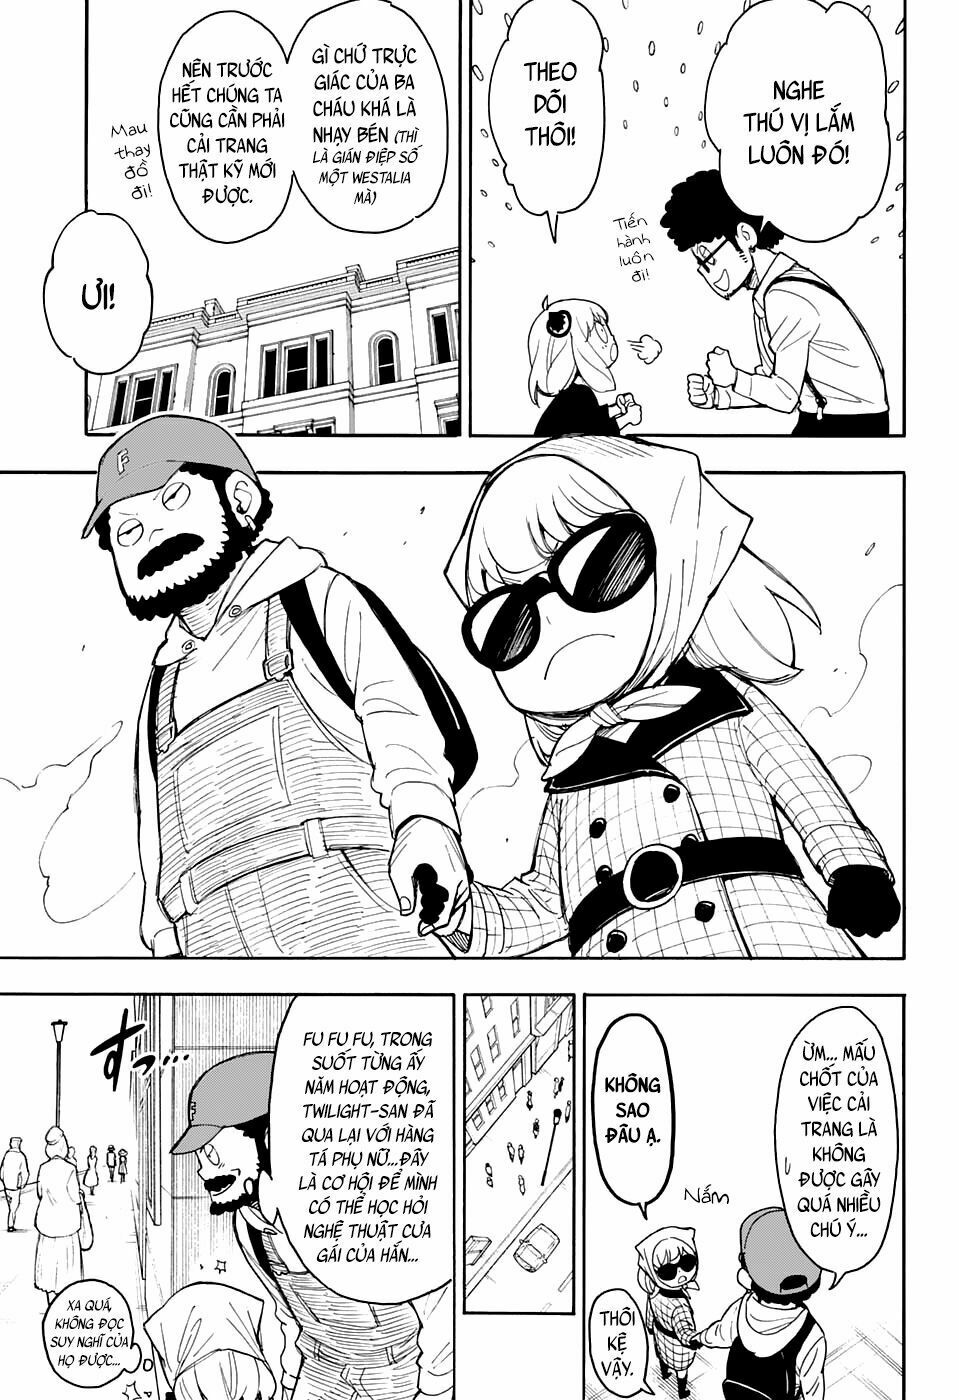 NGHE
THÚ VỊ LẮM
LUÔN ĐÓ!
THEO
DÕI
THÔI!
Tiến
hành
luôn
đi!
GÌ CHỨ TRỰC
GIÁC CỦA BA
CHÁU KHÁ LÀ
NHẠY BÉN (THÌ
LÀ GIÁN ĐIỆP SỐ
MỘT WESTALIA
MÀ)
NÊN TRƯỚC
HẾT CHÚNG TA
CŨNG CẦN PHẢI
CẢI TRANG
THẬT KỸ MỚI
ĐƯỢC.
Mau
thay
đồ
đi!
ƯI!
F
ỪM... MẤU
CHỐT CỦA
VIỆC CẢI
TRANG LÀ
KHÔNG
ĐƯỢC GÂY
QUÁ NHIỀU
CHÚ Ý...
KHÔNG
SAO
ĐÂU Ạ.
Nắm
THÔI
KỆ
VẬY.
FU FU FU, TRONG
SUỐT TỪNG ẤY
NĂM HOẠT ĐỘNG,
TWILIGHT-SAN ĐÃ
QUA LẠI VỚI HÀNG
TÁ PHỤ NỮ...ĐÂY
LÀ CƠ HỘI ĐỂ MÌNH
CÓ THỂ HỌC HỎI
NGHỆ THUẬT CƯA
GÁI CỦA HẮN...
すっ…
F
XA QUÁ,
KHÔNG ĐỌC
SUY NGHĨ CỦA
HỌ ĐƯỢC...